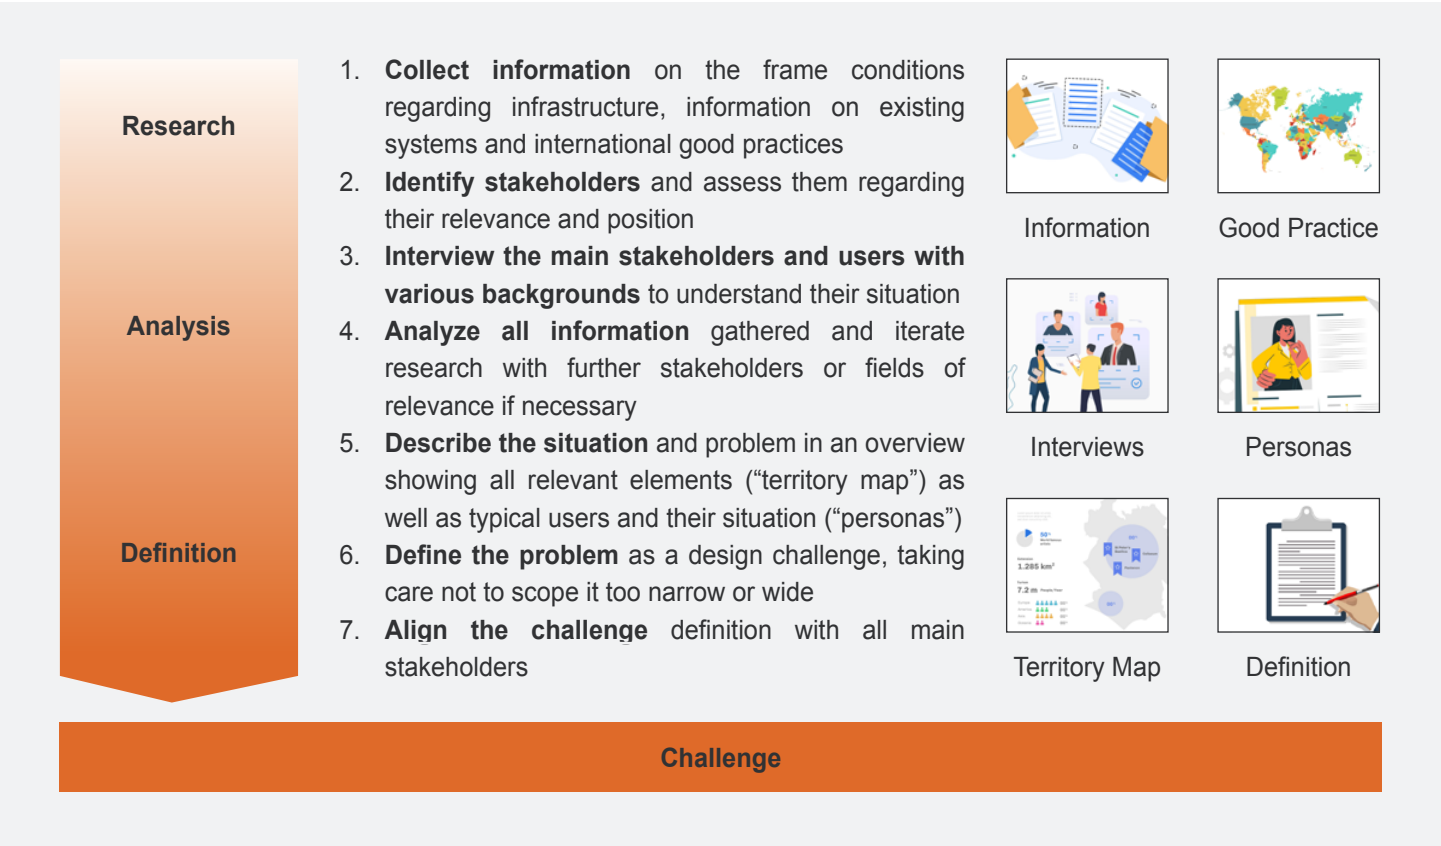 Research
Analysis
Definition
1. Collect information on the frame conditions
regarding infrastructure, information on existing
systems and international good practices
2. Identify stakeholders and assess them regarding
their relevance and position
3. Interview the main stakeholders and users with
various backgrounds to understand their situation
4. Analyze all information gathered and iterate
research with further stakeholders or fields of
relevance if necessary
5. Describe the situation and problem in an overview
showing all relevant elements (“territory map”) as
well as typical users and their situation (“personas”)
6. Define the problem as a design challenge, taking
care not to scope it too narrow or wide
7. Align the challenge definition with all main
stakeholders
Information
Good Practice
Interviews
Personas
1.285 km²
7.2 m
Territory Map
Definition
Challenge